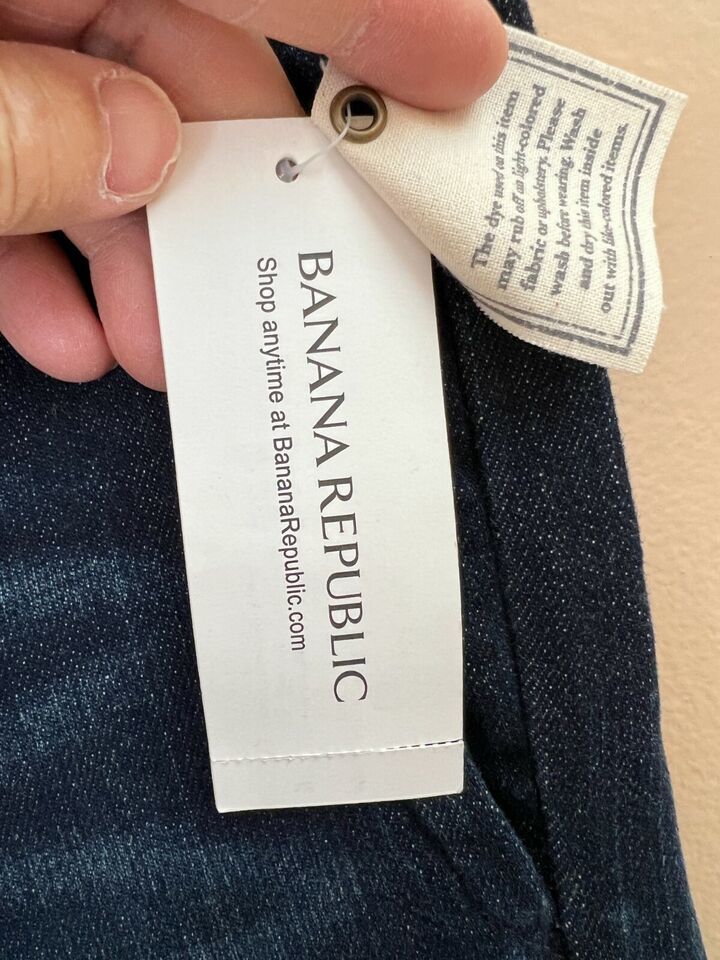 BANANA REPUBLIC
Shop anytime at BananaRepublic.com
The dye used on this item
may rub off on light-colored
fabric or upholstery. Please
wash before wearing. Wash
and dry this item inside
out with like-colored items.